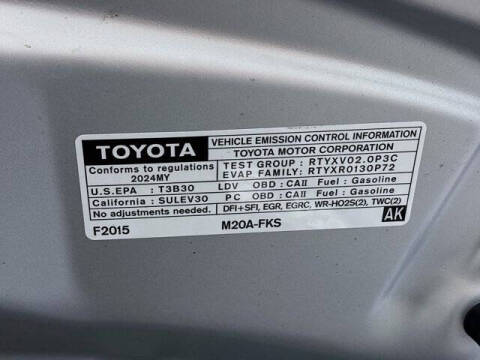 TOYOTA
VEHICLE EMISSION CONTROL INFORMATION
TOYOTA MOTOR CORPORATION
Conforms to regulations
2024MY
TEST GROUP : RTYXV02.0P3C
EVAP FAMILY: RTYXR0130P72
U.S.EPA : T3B30 LDV OBD : CAII Fuel : Gasoline
California : SULEV30 PC OBD : CAII Fuel : Gasoline
No adjustments needed. DFI+SFI, EGR, EGRC, WR-HO2S(2), TWC(2)
F2015 M20A-FKS AK